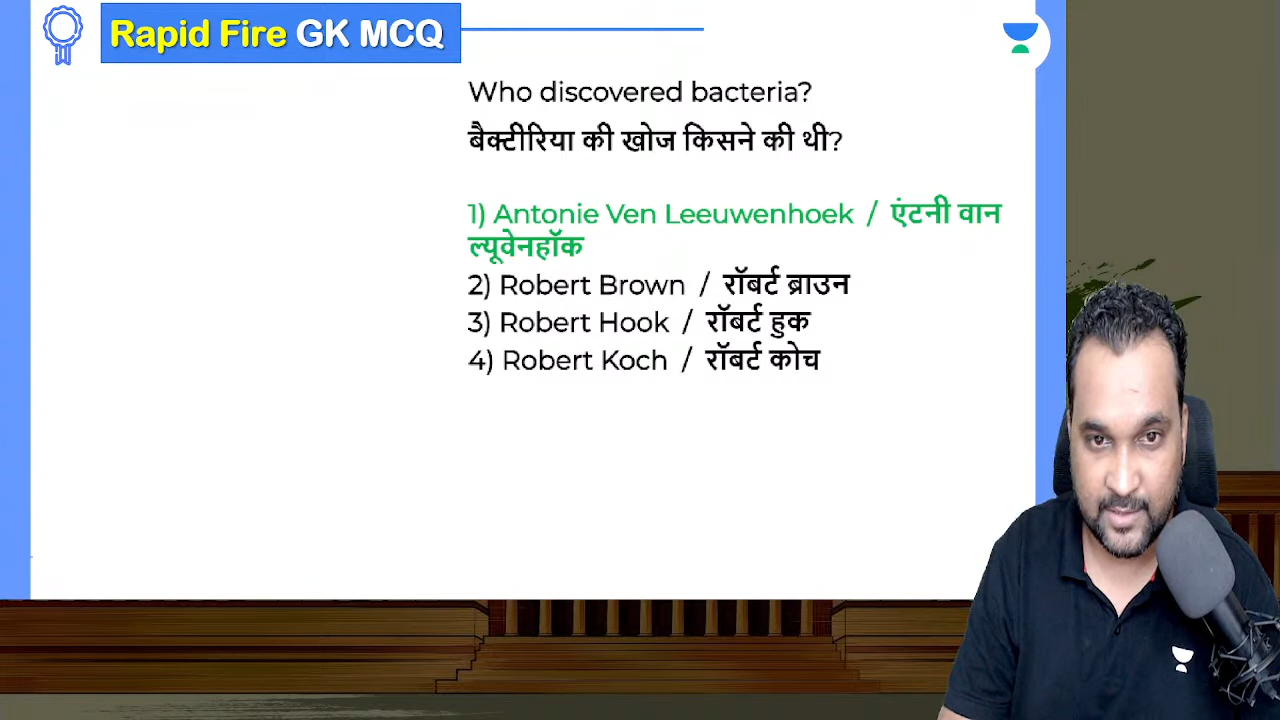 Rapid Fire GK MCQ
Who discovered bacteria?
बैक्टीरिया की खोज किसने की थी?
1) Antonie Ven Leeuwenhoek / एंटनी वान
ल्यूवेनहॉक
2) Robert Brown / रॉबर्ट ब्राउन
3) Robert Hook / रॉबर्ट हुक
4) Robert Koch / रॉबर्ट कोच